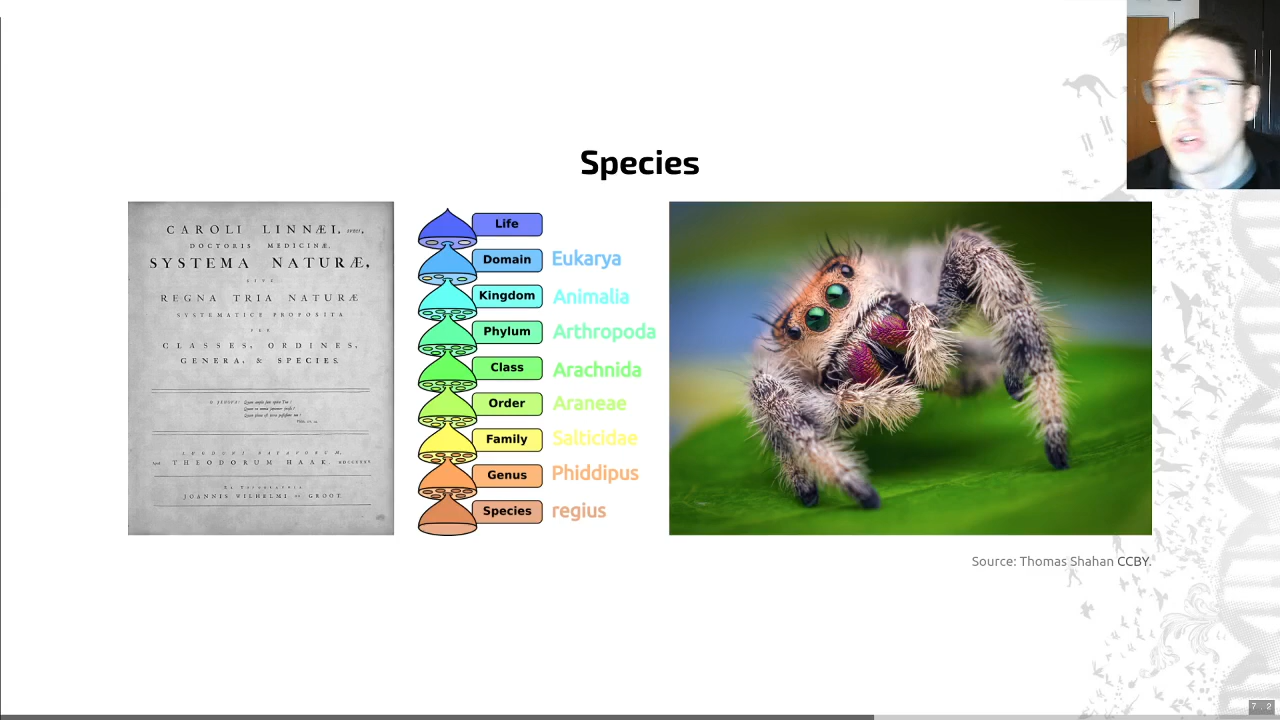 Species
CAROLI LINNÆI,
DOCTORIS MEDICINÆ,
SYSTEMA NATURÆ,
SIVE
REGNA TRIA NATURÆ
SYSTEMATICE PROPOSITA
PER
CLASSES, ORDINES,
GENERA, & SPECIES.
THEODORUM HAAK.
JOANNIS WILHELMI DE GROOT.
Life
Domain Eukarya
Kingdom Animalia
Phylum Arthropoda
Class Arachnida
Order Araneae
Family Salticidae
Genus Phiddipus
Species regius
Source: Thomas Shahan CCBY.
7.2